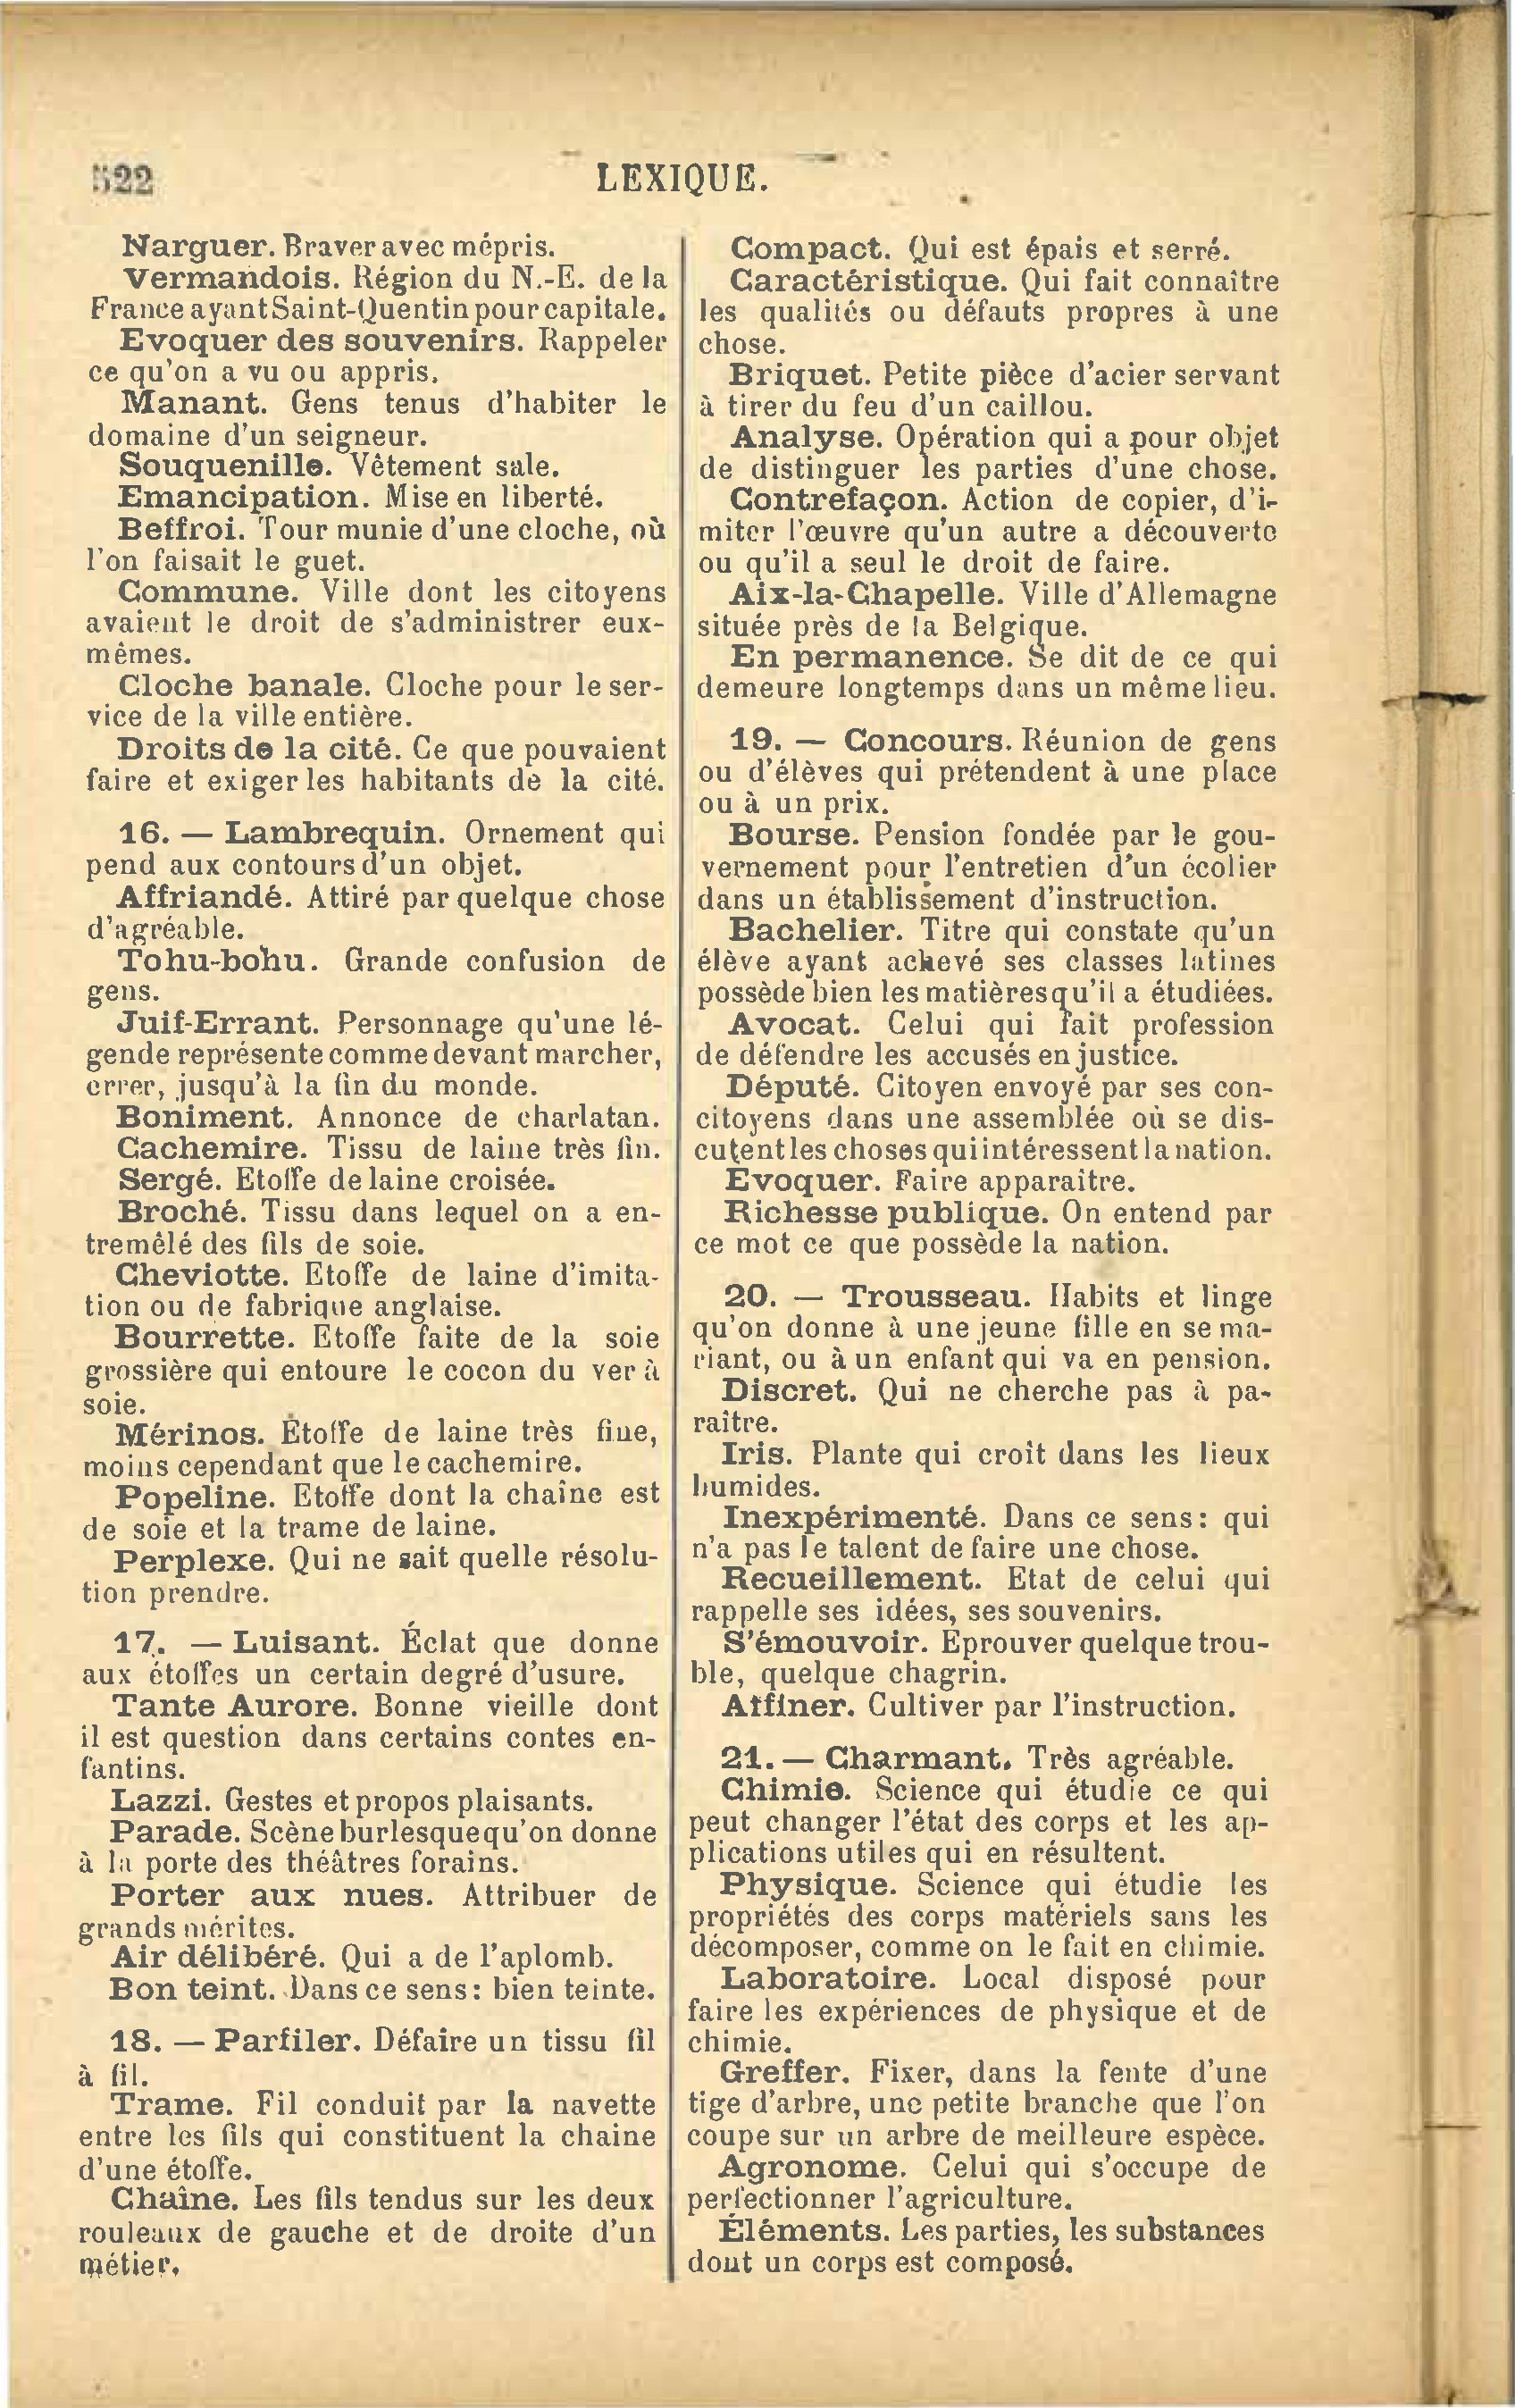 522
LEXIQUE.
Narguer. Braver avec mépris.
Vermandois. Région du N.-E. de la
France ayant Saint-Quentin pour capitale.
Evoquer des souvenirs. Rappeler
ce qu'on a vu ou appris.
Manant. Gens tenus d'habiter le
domaine d'un seigneur.
Souquenille. Vêtement sale.
Emancipation. Mise en liberté.
Beffroi. Tour munie d'une cloche, où
l'on faisait le guet.
Commune. Ville dont les citoyens
avaient le droit de s'administrer eux-
mêmes.
Cloche banale. Cloche pour le ser-
vice de la ville entière.
Droits de la cité. Ce que pouvaient
faire et exiger les habitants de la cité.
16. — Lambrequin. Ornement qui
pend aux contours d'un objet.
Affriandé. Attiré par quelque chose
d'agréable.
Tohu-bohu. Grande confusion de
gens.
Juif-Errant. Personnage qu'une lé-
gende représente comme devant marcher,
errer, jusqu'à la fin du monde.
Boniment. Annonce de charlatan.
Cachemire. Tissu de laine très fin.
Sergé. Etoffe de laine croisée.
Broché. Tissu dans lequel on a en-
tremêlé des fils de soie.
Cheviotte. Etoffe de laine d'imita-
tion ou de fabrique anglaise.
Bourrette. Etoffe faite de la soie
grossière qui entoure le cocon du ver à
soie.
Mérinos. Étoffe de laine très fine,
moins cependant que le cachemire.
Popeline. Etoffe dont la chaîne est
de soie et la trame de laine.
Perplexe. Qui ne sait quelle résolu-
tion prendre.
17. — Luisant. Éclat que donne
aux étoffes un certain degré d'usure.
Tante Aurore. Bonne vieille dont
il est question dans certains contes en-
fantins.
Lazzi. Gestes et propos plaisants.
Parade. Scène burlesque qu'on donne
à la porte des théâtres forains.
Porter aux nues. Attribuer de
grands mérites.
Air délibéré. Qui a de l'aplomb.
Bon teint. Dans ce sens: bien teinte.
18. — Parfiler. Défaire un tissu fil
à fil.
Trame. Fil conduit par la navette
entre les fils qui constituent la chaine
d'une étoffe.
Chaîne. Les fils tendus sur les deux
rouleaux de gauche et de droite d'un
métier.
Compact. Qui est épais et serré.
Caractéristique. Qui fait connaître
les qualités ou défauts propres à une
chose.
Briquet. Petite pièce d'acier servant
à tirer du feu d'un caillou.
Analyse. Opération qui a pour objet
de distinguer les parties d'une chose.
Contrefaçon. Action de copier, d'i-
miter l'œuvre qu'un autre a découverte
ou qu'il a seul le droit de faire.
Aix-la-Chapelle. Ville d'Allemagne
située près de la Belgique.
En permanence. Se dit de ce qui
demeure longtemps dans un même lieu.
19. — Concours. Réunion de gens
ou d'élèves qui prétendent à une place
ou à un prix.
Bourse. Pension fondée par le gou-
vernement pour l'entretien d'un écolier
dans un établissement d'instruction.
Bachelier. Titre qui constate qu'un
élève ayant achevé ses classes latines
possède bien les matières qu'il a étudiées.
Avocat. Celui qui fait profession
de défendre les accusés en justice.
Député. Citoyen envoyé par ses con-
citoyens dans une assemblée où se dis-
cutent les choses qui intéressent la nation.
Evoquer. Faire apparaitre.
Richesse publique. On entend par
ce mot ce que possède la nation.
20. — Trousseau. Habits et linge
qu'on donne à une jeune fille en se ma-
riant, ou à un enfant qui va en pension.
Discret. Qui ne cherche pas à pa-
raître.
Iris. Plante qui croît dans les lieux
humides.
Inexpérimenté. Dans ce sens: qui
n'a pas le talent de faire une chose.
Recueillement. Etat de celui qui
rappelle ses idées, ses souvenirs.
S'émouvoir. Eprouver quelque trou-
ble, quelque chagrin.
Affiner. Cultiver par l'instruction.
21. — Charmant. Très agréable.
Chimie. Science qui étudie ce qui
peut changer l'état des corps et les ap-
plications utiles qui en résultent.
Physique. Science qui étudie les
propriétés des corps matériels sans les
décomposer, comme on le fait en chimie.
Laboratoire. Local disposé pour
faire les expériences de physique et de
chimie.
Greffer. Fixer, dans la fente d'une
tige d'arbre, une petite branche que l'on
coupe sur un arbre de meilleure espèce.
Agronome. Celui qui s'occupe de
perfectionner l'agriculture.
Éléments. Les parties, les substances
dont un corps est composé.